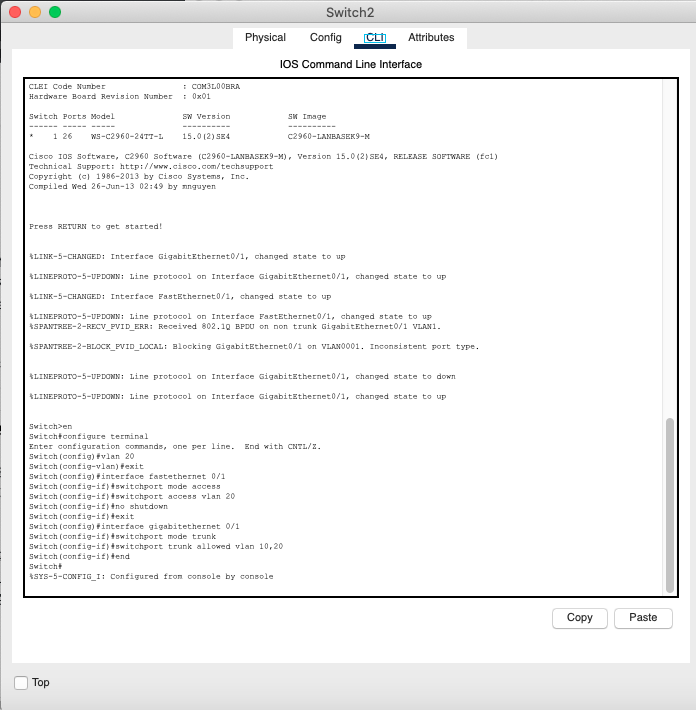 Switch2
Physical Config CLI Attributes
IOS Command Line Interface
CLEI Code Number : COM3L00BRA
Hardware Board Revision Number : 0x01
Switch Ports Model SW Version SW Image
------ ----- ----- ---------- ----------
* 1 26 WS-C2960-24TT-L 15.0(2)SE4 C2960-LANBASEK9-M
Cisco IOS Software, C2960 Software (C2960-LANBASEK9-M), Version 15.0(2)SE4, RELEASE SOFTWARE (fc1)
Technical Support: http://www.cisco.com/techsupport
Copyright (c) 1986-2013 by Cisco Systems, Inc.
Compiled Wed 26-Jun-13 02:49 by mnguyen
Press RETURN to get started!
%LINK-5-CHANGED: Interface GigabitEthernet0/1, changed state to up
%LINEPROTO-5-UPDOWN: Line protocol on Interface GigabitEthernet0/1, changed state to up
%LINK-5-CHANGED: Interface FastEthernet0/1, changed state to up
%LINEPROTO-5-UPDOWN: Line protocol on Interface FastEthernet0/1, changed state to up
%SPANTREE-2-RECV_PVID_ERR: Received 802.1Q BPDU on non trunk GigabitEthernet0/1 VLAN1.
%SPANTREE-2-BLOCK_PVID_LOCAL: Blocking GigabitEthernet0/1 on VLAN0001. Inconsistent port type.
%LINEPROTO-5-UPDOWN: Line protocol on Interface GigabitEthernet0/1, changed state to down
%LINEPROTO-5-UPDOWN: Line protocol on Interface GigabitEthernet0/1, changed state to up
Switch>en
Switch#configure terminal
Enter configuration commands, one per line. End with CNTL/Z.
Switch(config)#vlan 20
Switch(config-vlan)#exit
Switch(config)#interface fastethernet 0/1
Switch(config-if)#switchport mode access
Switch(config-if)#switchport access vlan 20
Switch(config-if)#no shutdown
Switch(config-if)#exit
Switch(config)#interface gigabitethernet 0/1
Switch(config-if)#switchport mode trunk
Switch(config-if)#switchport trunk allowed vlan 10,20
Switch(config-if)#end
Switch#
%SYS-5-CONFIG_I: Configured from console by console
Copy Paste
Top